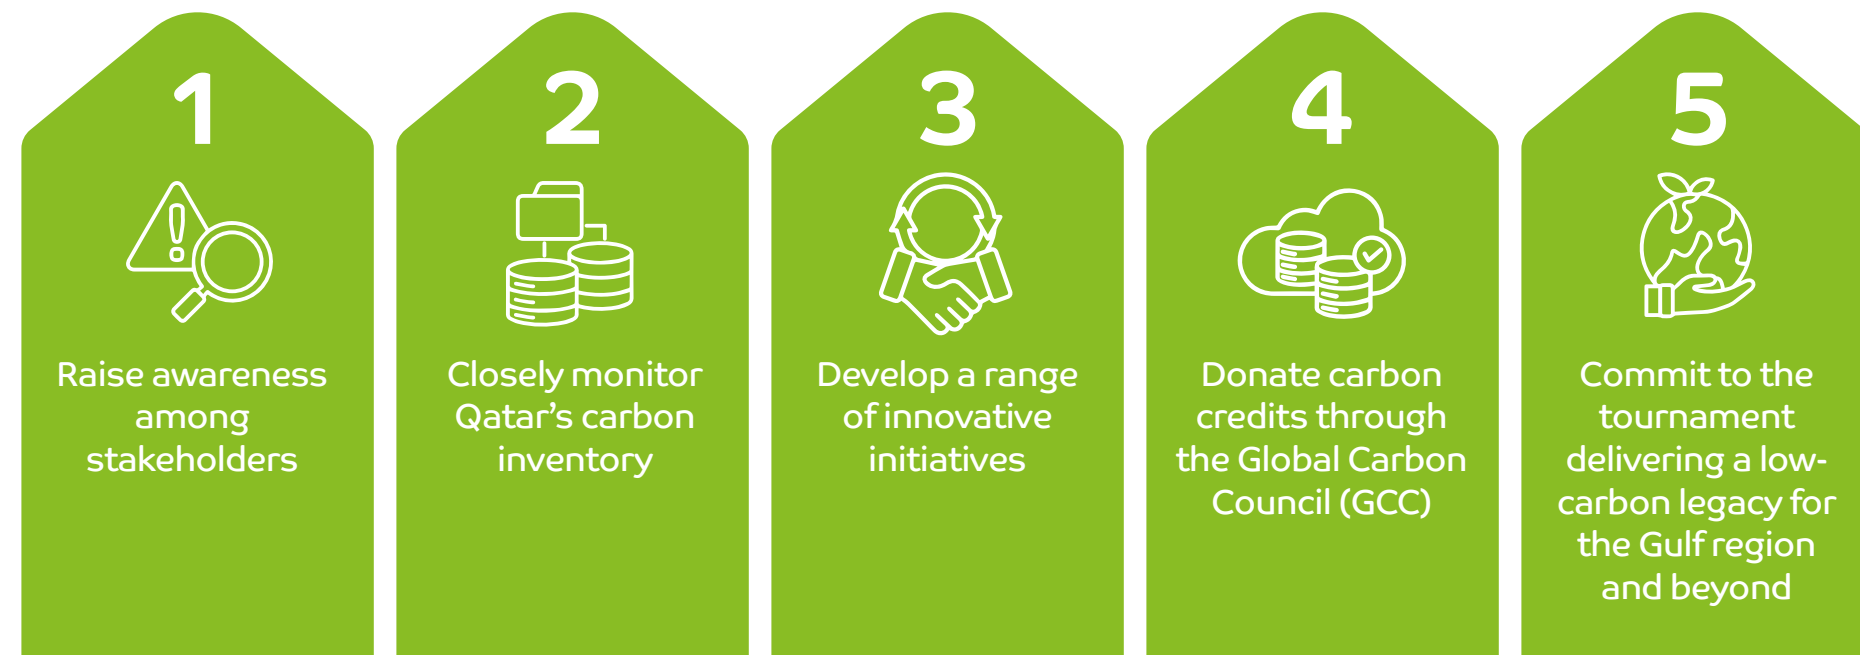 1
Raise awareness
among
stakeholders
2
Closely monitor
Qatar’s carbon
inventory
3
Develop a range
of innovative
initiatives
4
Donate carbon
credits through
the Global Carbon
Council (GCC)
5
Commit to the
tournament
delivering a low-
carbon legacy for
the Gulf region
and beyond